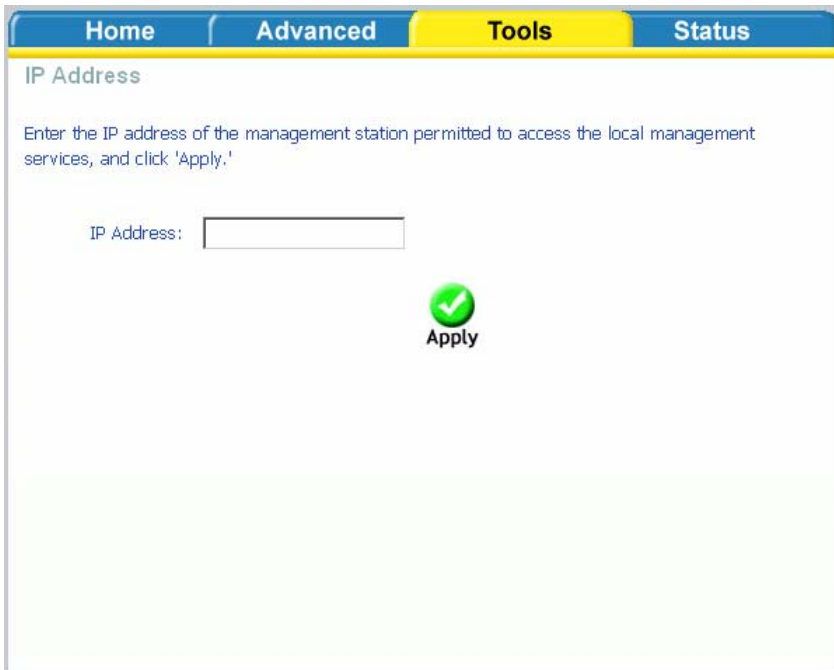 Home Advanced Tools Status
IP Address
Enter the IP address of the management station permitted to access the local management
services, and click 'Apply.'
IP Address:
Apply